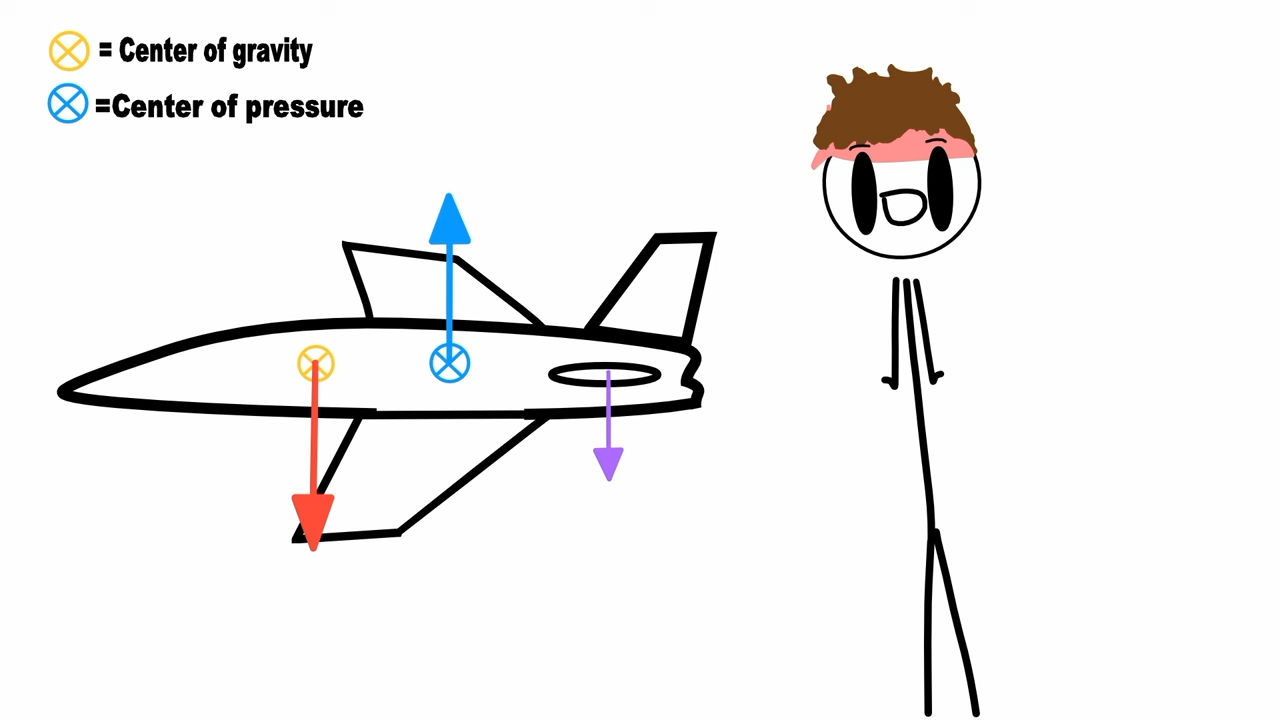 = Center of gravity
=Center of pressure